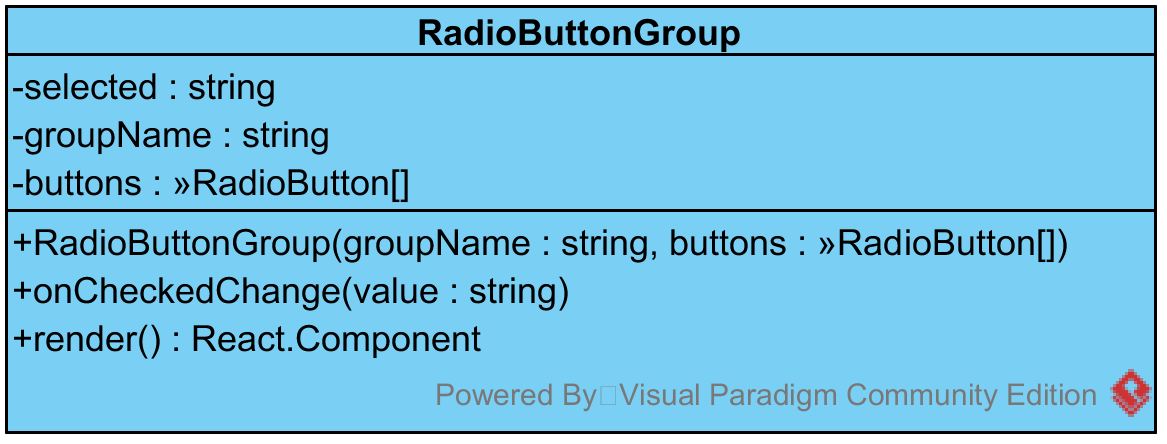 RadioButtonGroup
-selected : string
-groupName : string
-buttons : »RadioButton[]
+RadioButtonGroup(groupName : string, buttons : »RadioButton[])
+onCheckedChange(value : string)
+render() : React.Component
Powered By□Visual Paradigm Community Edition